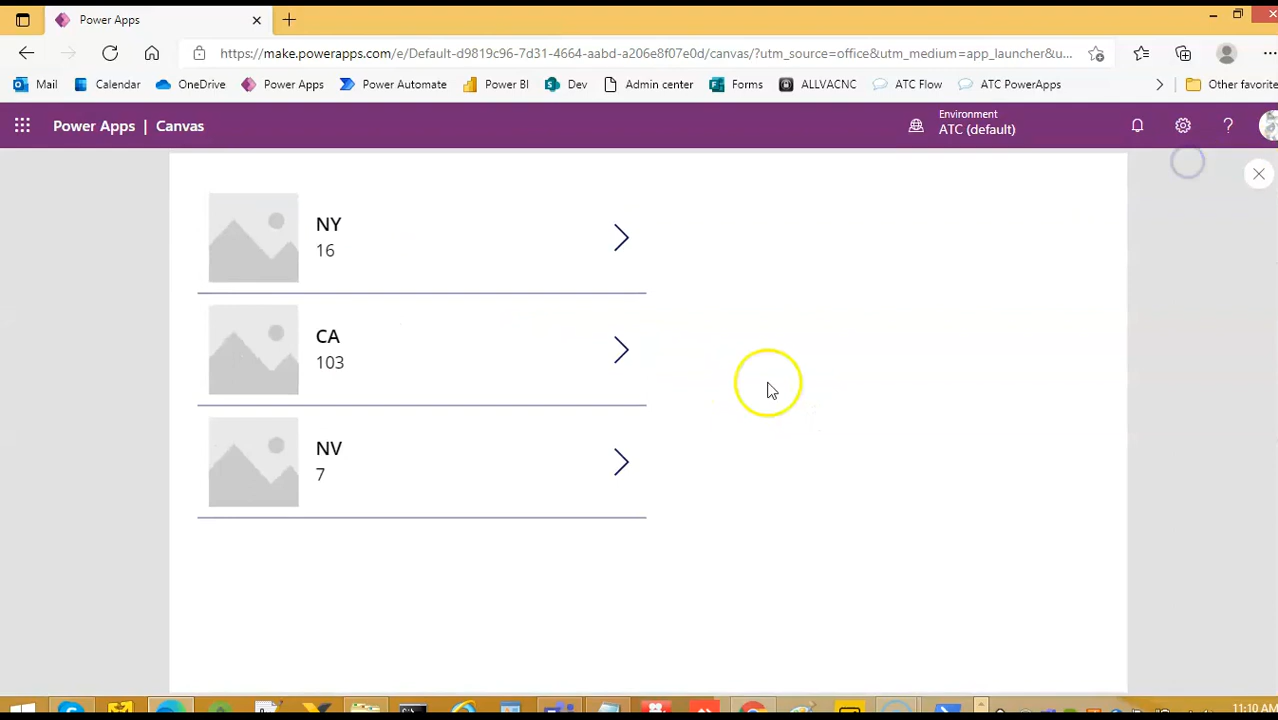 Power Apps
https://make.powerapps.com/e/Default-d9819c96-7d31-4664-aabd-a206e8f07e0d/canvas/?utm_source=office&utm_medium=app_launcher&u...
Mail Calendar OneDrive Power Apps Power Automate Power BI Dev Admin center Forms ALLVACNC ATC Flow ATC PowerApps Other favorite
Power Apps | Canvas
Environment
ATC (default)
NY
16
CA
103
NV
7
11:10 AM